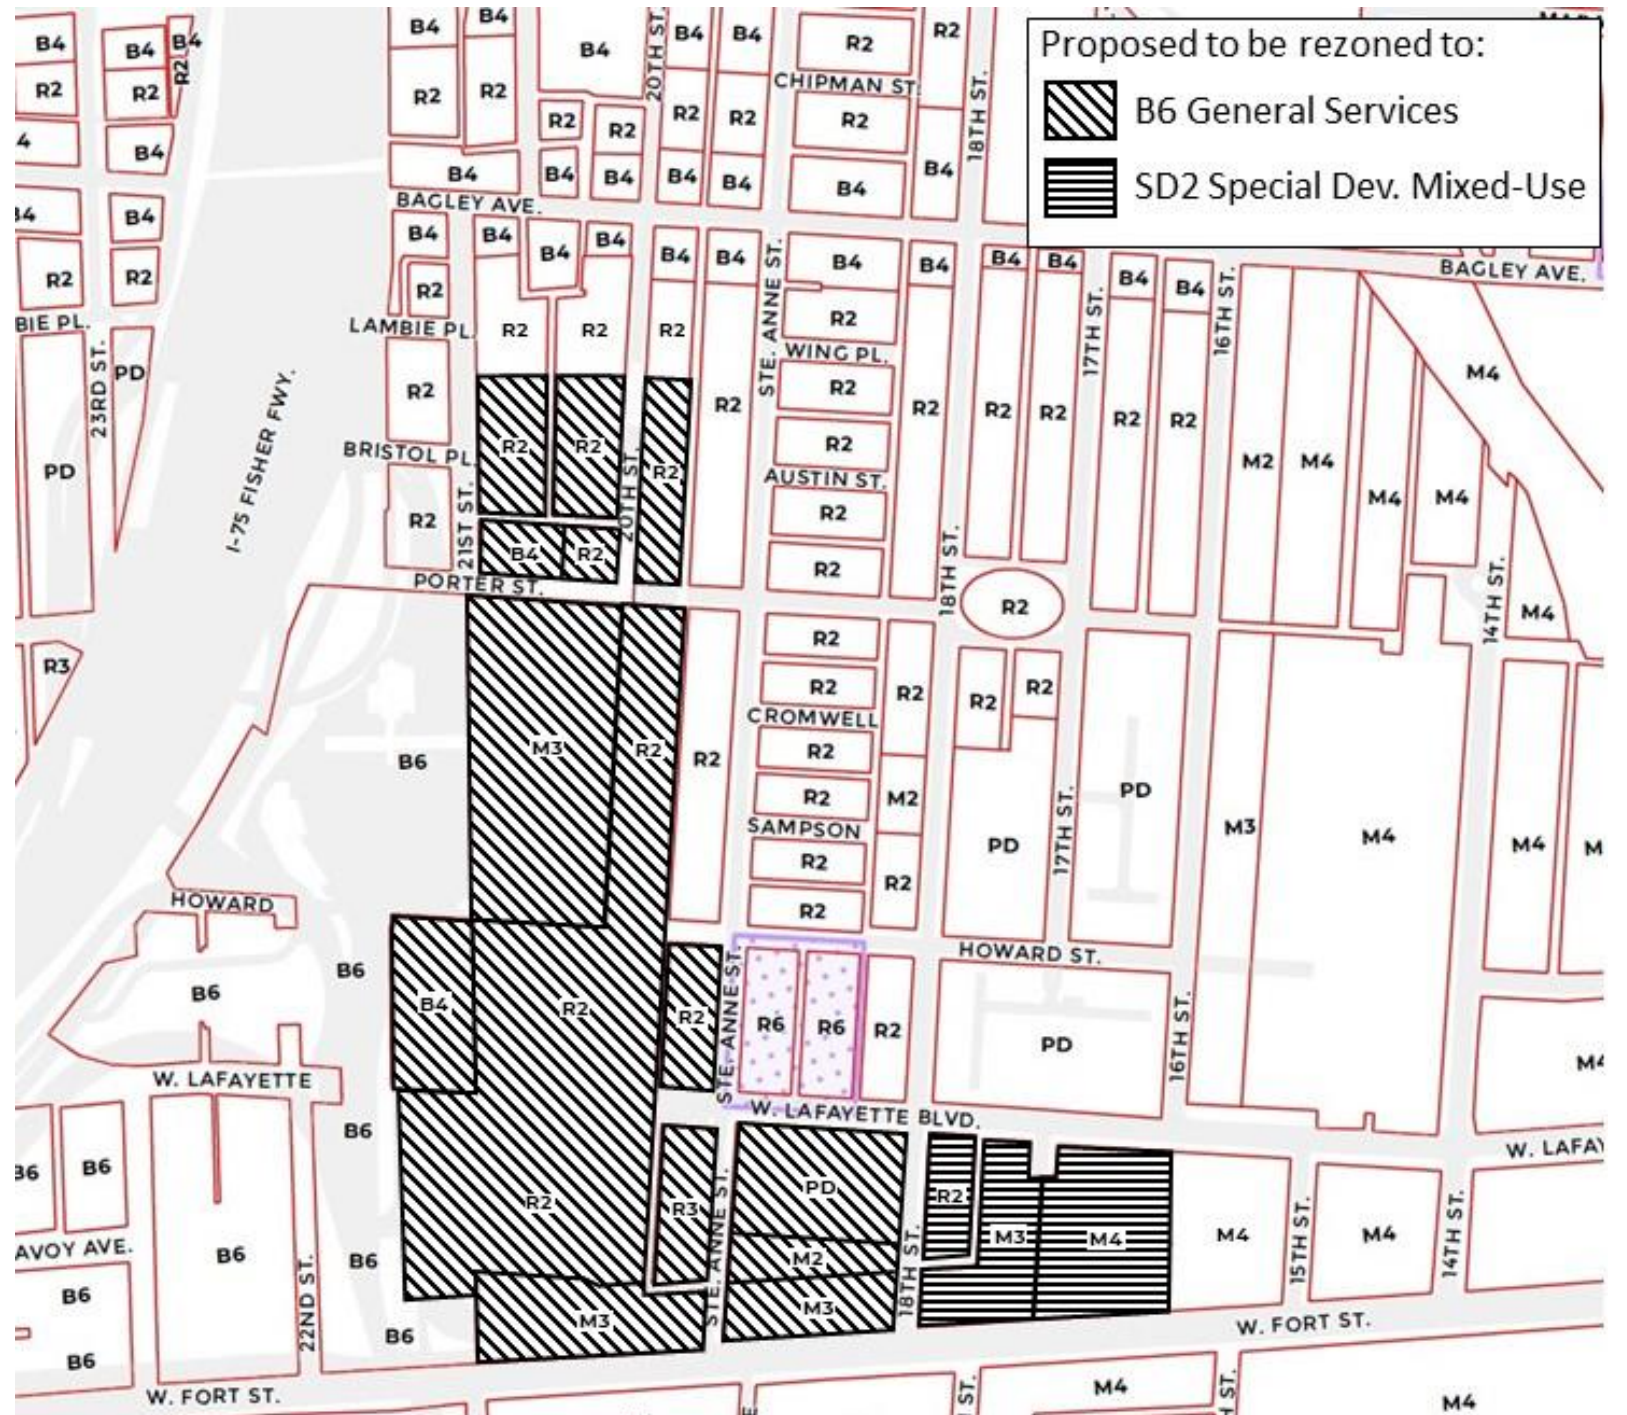 Proposed to be rezoned to:
B6 General Services
SD2 Special Dev. Mixed-Use
B4 B4 B4 R2 B4 B4 B4 20TH ST. B4 B4 R2 R2
R2 R2 R2 R2 CHIPMAN ST.
4 B4 R2 R2 R2 R2 R2 18TH ST.
B4 B4 B4 B4 B4 B4 B4
B4 B4 BAGLEY AVE.
B4 B4 B4 B4 B4 B4 B4 B4 B4 B4 B4 B4
BAGLEY AVE.
R2 R2 R2 STE. ANNE ST. R2 17TH ST. 16TH ST.
BIE PL. LAMBIE PL. R2 R2 R2 WING PL.
23RD ST. PD I-75 FISHER FWY. R2 R2 R2 R2 R2 R2 R2 R2 M4
PD BRISTOL PL. R2 R2 R2 R2 M2 M4 M4 M4
AUSTIN ST.
21ST ST. R2 20TH ST. R2
B4 R2 R2 18TH ST. 14TH ST.
PORTER ST. R2 M4
R3 R2
R2 R2 R2 R2
CROMWELL
B6 M3 R2 R2 R2
R2 M2 PD 17TH ST.
SAMPSON M3 M4 M4 M
R2 R2 PD
HOWARD R2
HOWARD ST.
B6 B6 B4 R2 R2 STE. ANNE ST. R6 R6 R2 PD 16TH ST. M4
W. LAFAYETTE
W. LAFAYETTE BLVD.
B6 W. LAFAY
B6 B6 R2 R3 STE. ANNE ST. PD R2 15TH ST. 14TH ST.
AVOY AVE. B6 22ND ST. B6 M2 18TH ST. M3 M4 M4 M4
B6 M3 M3
B6 B6 W. FORT ST.
W. FORT ST. ST. M4 ST. M4